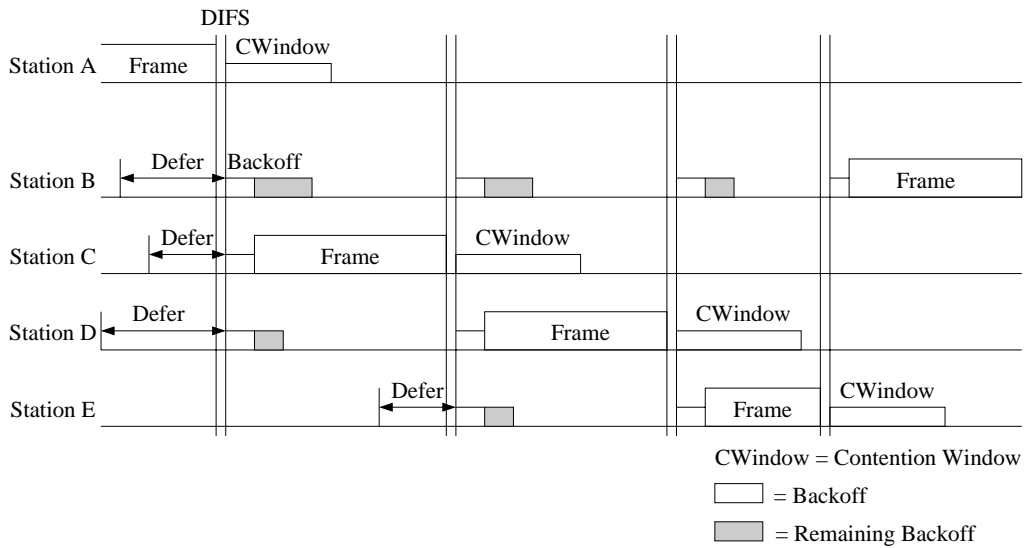 DIFS
CWindow
Station A
Frame
Defer
Backoff
Station B
Frame
Defer
CWindow
Station C
Frame
Defer
CWindow
Station D
Frame
Defer
CWindow
Station E
Frame
CWindow = Contention Window
= Backoff
= Remaining Backoff